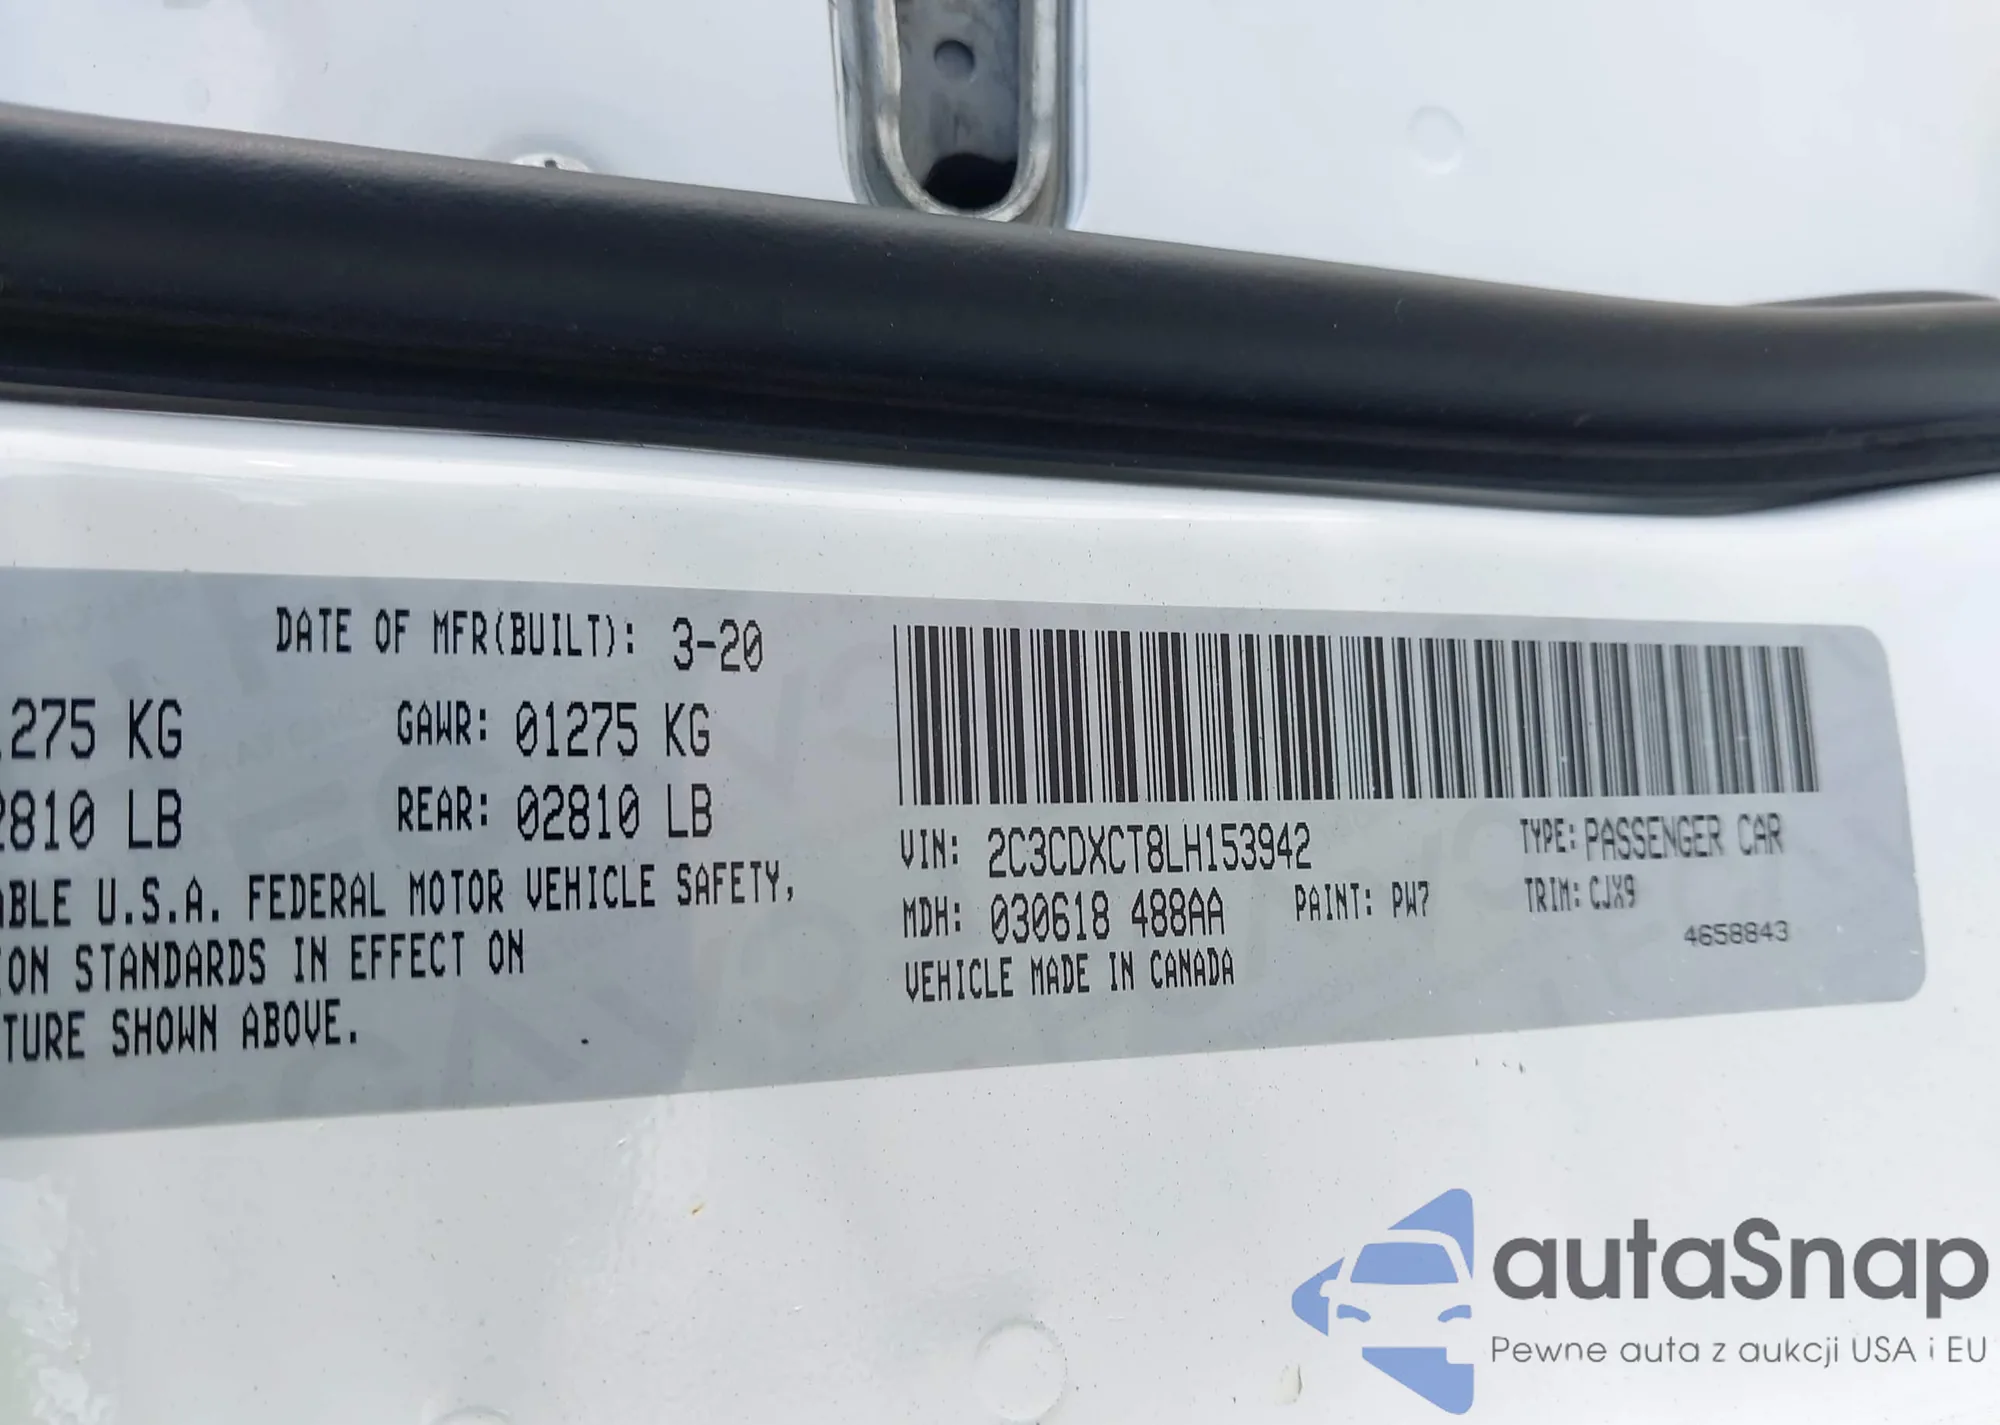 DATE OF MFR(BUILT): 3-20
275 KG GAWR: 01275 KG
2810 LB REAR: 02810 LB
ABLE U.S.A. FEDERAL MOTOR VEHICLE SAFETY,
ION STANDARDS IN EFFECT ON
TURE SHOWN ABOVE.
VIN: 2C3CDXCT8LH153942 TYPE: PASSENGER CAR
MDH: 030618 488AA PAINT: PW7 TRIM: CJX9
4658843
VEHICLE MADE IN CANADA
autaSnap
Pewne auta z aukcji USA i EU